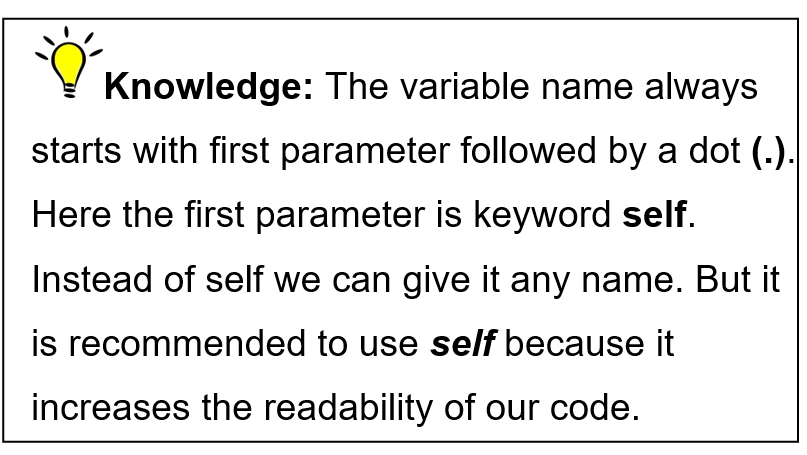 Knowledge: The variable name always
starts with first parameter followed by a dot (.).
Here the first parameter is keyword self.
Instead of self we can give it any name. But it
is recommended to use self because it
increases the readability of our code.